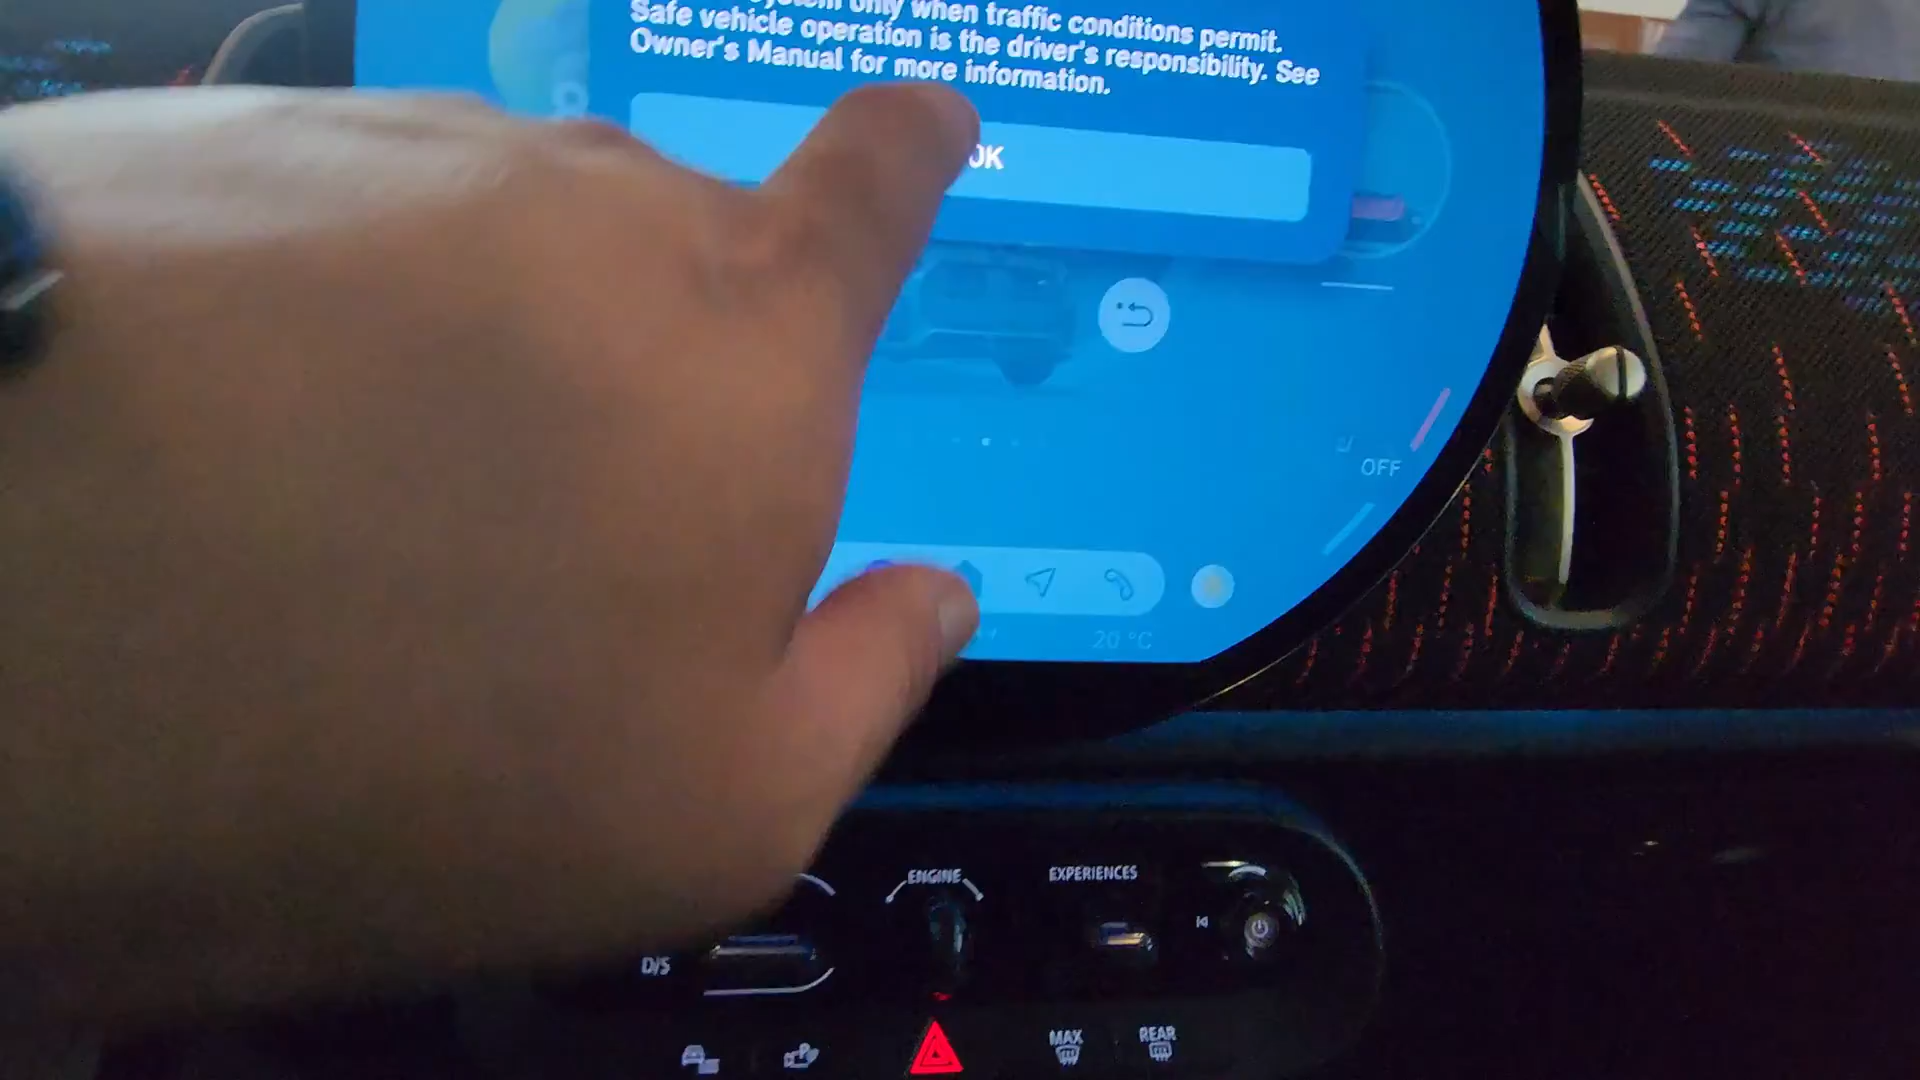 system only when traffic conditions permit.
Safe vehicle operation is the driver's responsibility. See
Owner's Manual for more information.
OK
OFF
20 °C
ENGINE
EXPERIENCES
D/S
MAX
REAR